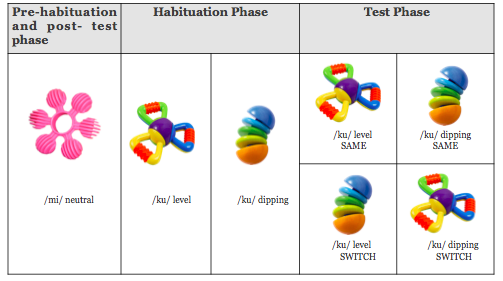 Pre-habituation
and post- test
phase
Habituation Phase
Test Phase
/mi/ neutral
/ku/ level
/ku/ dipping
/ku/ level
SAME
/ku/ dipping
SAME
/ku/ level
SWITCH
/ku/ dipping
SWITCH